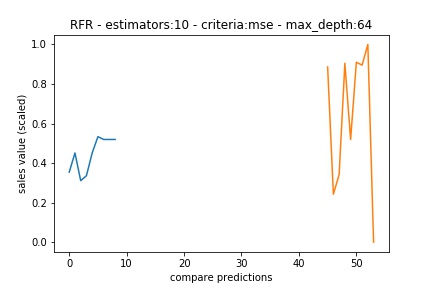 RFR - estimators:10 - criteria:mse - max_depth:64
1.0
0.8
0.6
0.4
0.2
0.0
sales value (scaled)
0 10 20 30 40 50
compare predictions